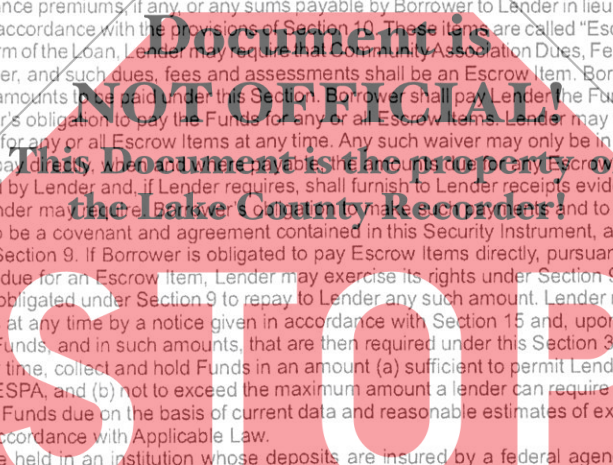 nce premiums, if any, or any sums payable by Borrower to Lender in lieu
accordance with the provisions of Section 10. These items are called "Esc
Document is
rm of the Loan, Lender may require that Community Association Dues, Fe
er, and such dues, fees and assessments shall be an Escrow Item. Bor
amounts to be paid under this Section. Borrower shall pay Lender the Fu
NOT OFFICIAL!
r's obligation to pay the Funds for any or all Escrow Items. Lender may
for any or all Escrow Items at any time. Any such waiver may only be in
This Document is the property o
pay directly, when and where payable, the amounts due for any Escrow
by Lender and, if Lender requires, shall furnish to Lender receipts evid
the Lake County Recorder!
nder may require. Borrower's obligation to make such payments and to
be a covenant and agreement contained in this Security Instrument, a
Section 9. If Borrower is obligated to pay Escrow Items directly, pursuan
due for an Escrow Item, Lender may exercise its rights under Section 9
obligated under Section 9 to repay to Lender any such amount. Lender
STOP
at any time by a notice given in accordance with Section 15 and, upo
Funds, and in such amounts, that are then required under this Section 3
time, collect and hold Funds in an amount (a) sufficient to permit Lend
ESPA, and (b) not to exceed the maximum amount a lender can require
Funds due on the basis of current data and reasonable estimates of ex
ccordance with Applicable Law.
held in an institution whose deposits are insured by a federal agen